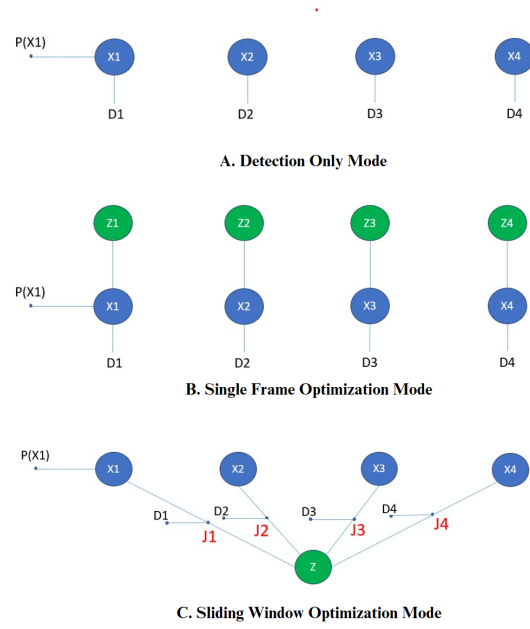 P(X1) X1 X2 X3 X4
D1 D2 D3 D4
A. Detection Only Mode
Z1 Z2 Z3 Z4
P(X1) X1 X2 X3 X4
D1 D2 D3 D4
B. Single Frame Optimization Mode
P(X1) X1 X2 X3 X4
D1 D2 D3 D4
J1 J2 J3 J4
Z
C. Sliding Window Optimization Mode